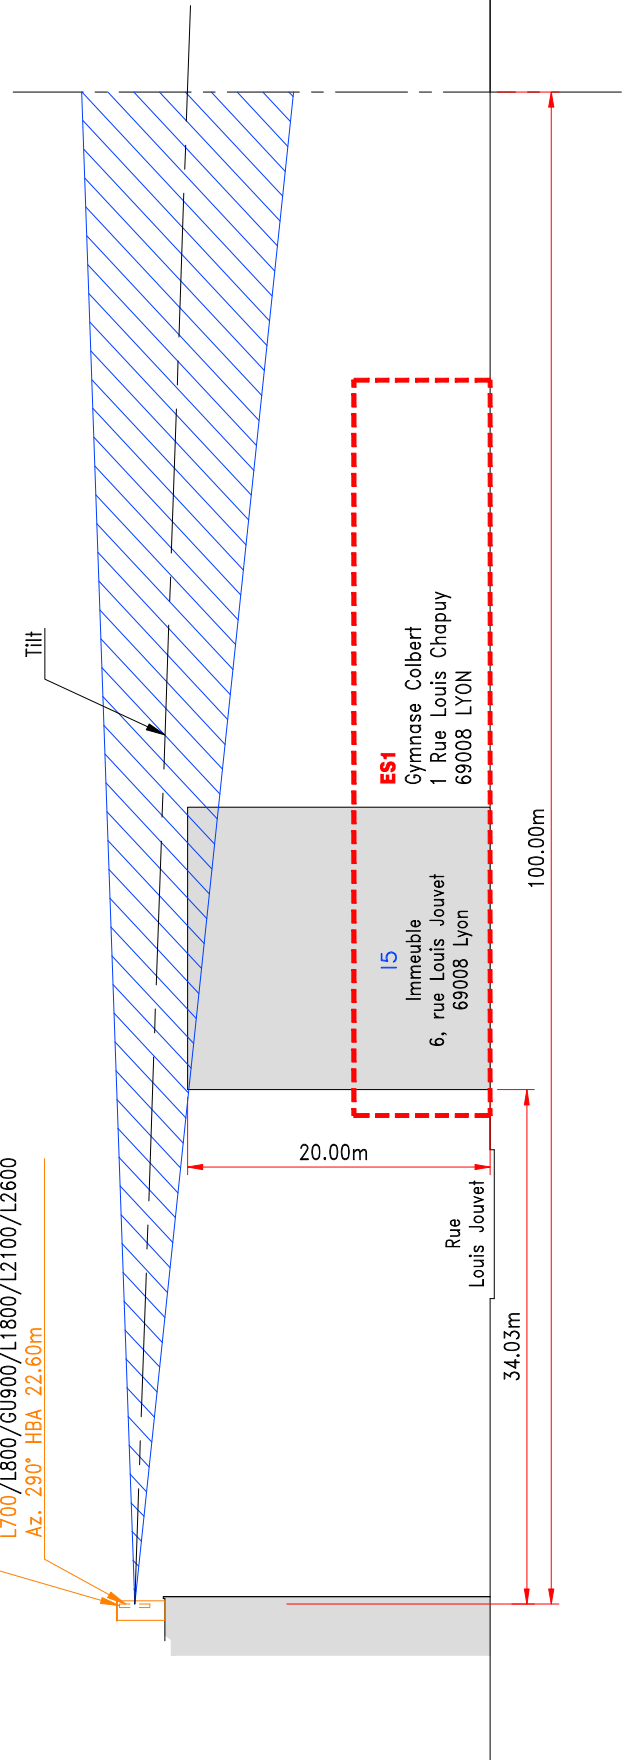 L700/L800/GU900/L1800/L2100/L2600
Az. 290° HBA 22.60m
Tilt
20.00m
Rue
Louis Jouvet
34.03m
I5
Immeuble
6, rue Louis Jouvet
69008 Lyon
ES1
Gymnase Colbert
1 Rue Louis Chapuy
69008 LYON
100.00m